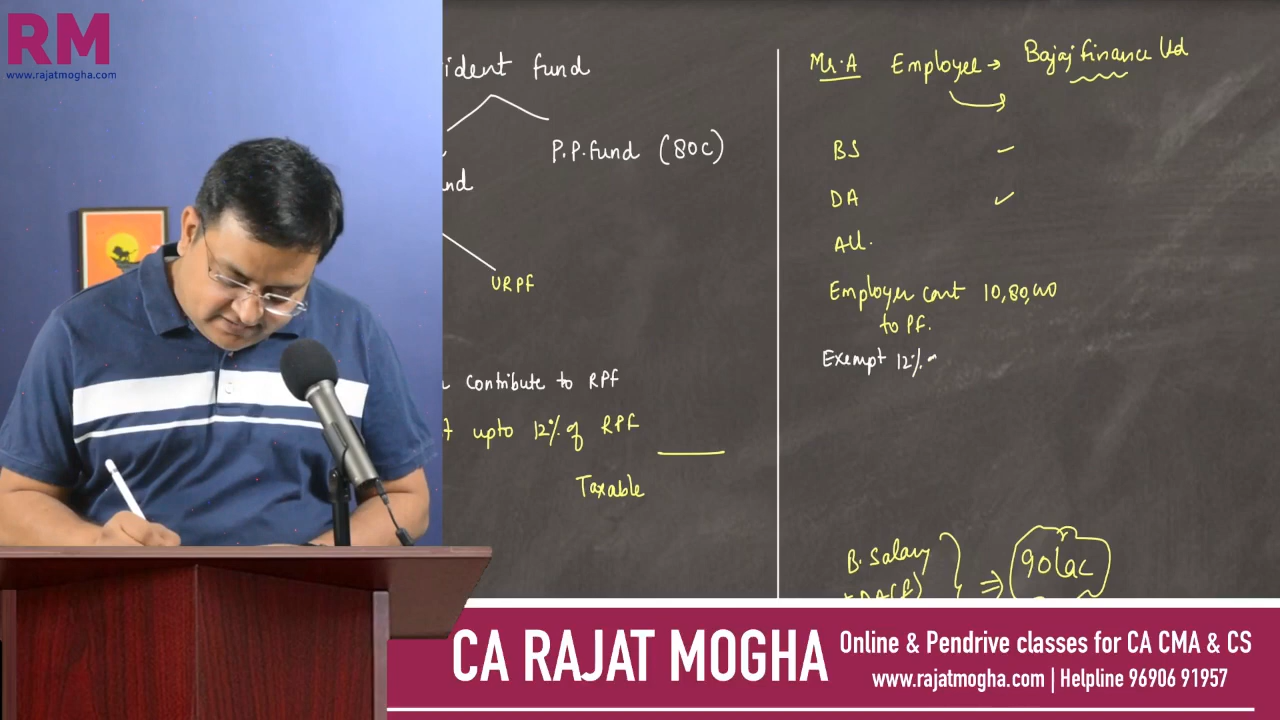 RM
www.rajatmogha.com
ident fund
P.P.fund (80C)
nd
URPF
contribute to RPF
upto 12% of RPF
Taxable
Mr.A Employee → Bajaj finance Ltd
BS
DA
All.
Employer cont 10,80,000
to PF.
Exempt 12%
B. Salary
+ DA(R)
⇒ 90lac
CA RAJAT MOGHA
Online & Pendrive classes for CA CMA & CS
www.rajatmogha.com | Helpline 96906 91957